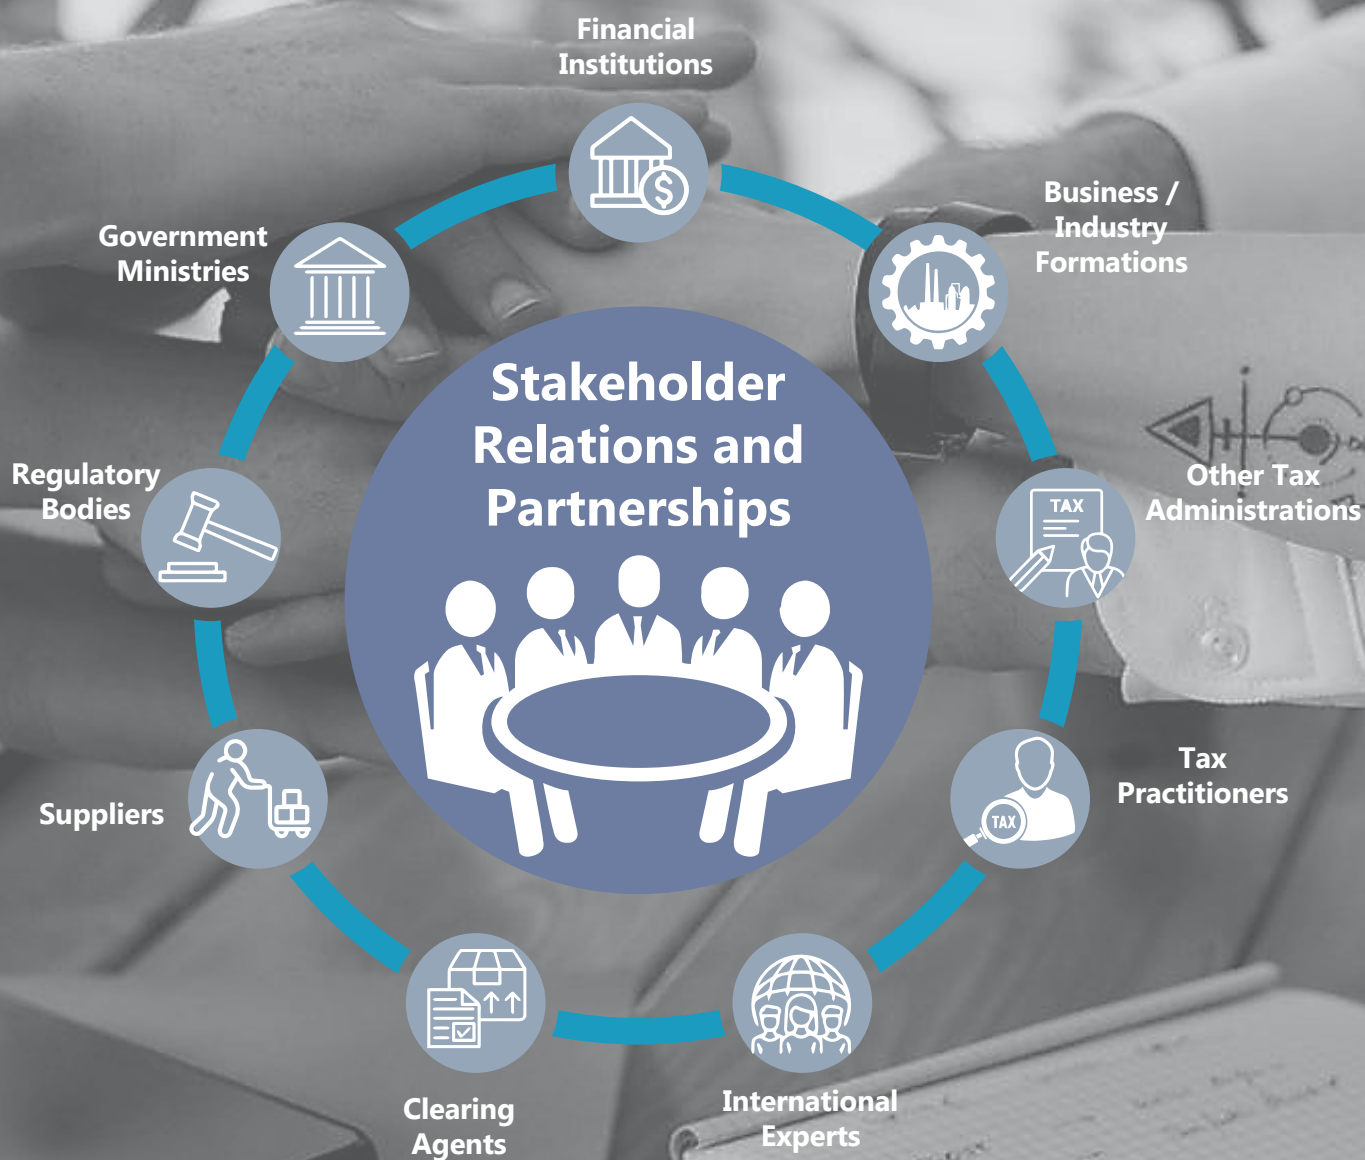 Financial
Institutions
Business /
Industry
Formations
Government
Ministries
Stakeholder
Relations and
Partnerships
Regulatory
Bodies
TAX
Other Tax
Administrations
Tax
Practitioners
TAX
Suppliers
International
Experts
Clearing
Agents